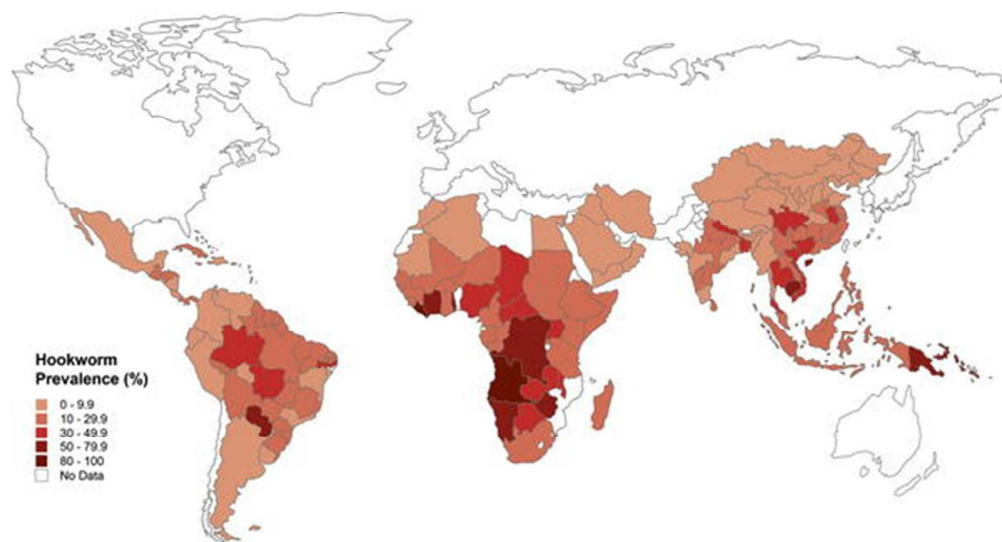 Hookworm
Prevalence (%)
0 - 9.9
10 - 29.9
30 - 49.9
50 - 79.9
80 - 100
No Data